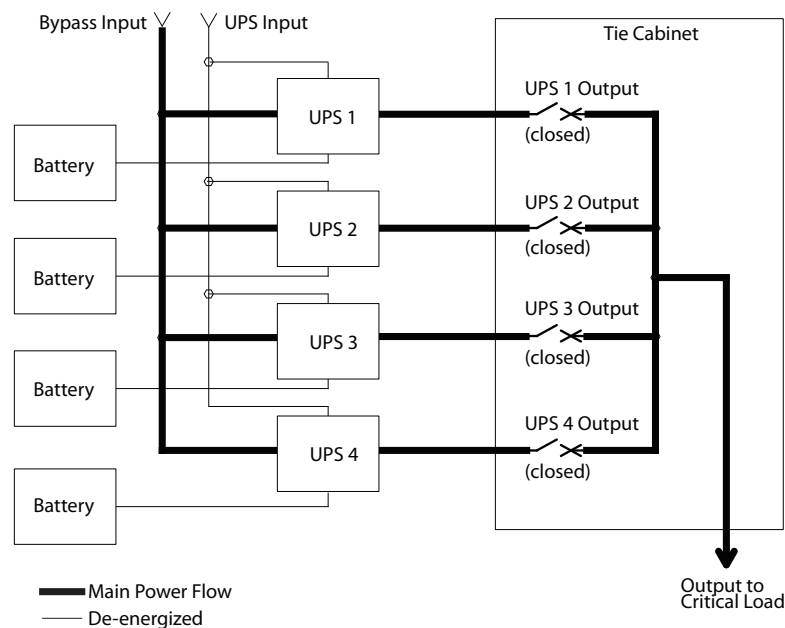 Bypass Input
UPS Input
Tie Cabinet
UPS 1
UPS 1 Output
(closed)
Battery
UPS 2
UPS 2 Output
(closed)
Battery
UPS 3
UPS 3 Output
(closed)
Battery
UPS 4
UPS 4 Output
(closed)
Battery
Main Power Flow
De-energized
Output to
Critical Load